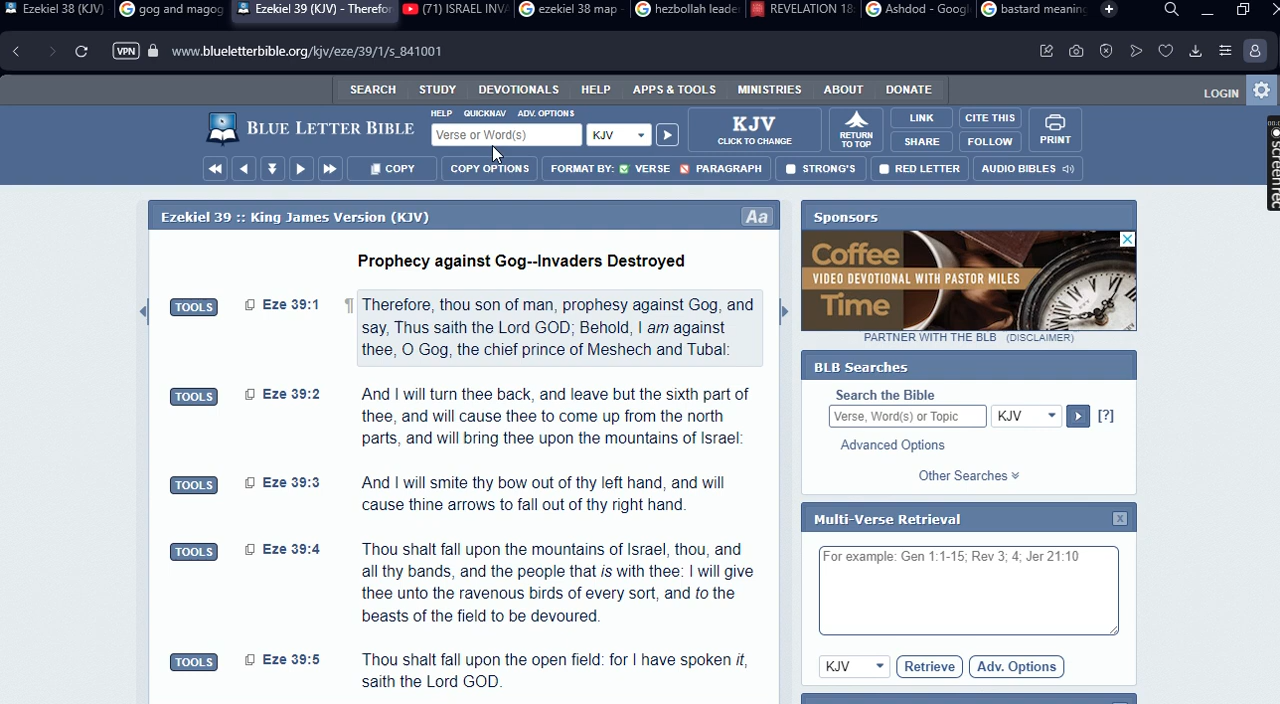 Ezekiel 38 (KJV)
gog and magog
Ezekiel 39 (KJV) - Therefor
(71) ISRAEL INVA
ezekiel 38 map -
hezbollah leade
REVELATION 18:
Ashdod - Googl
bastard meanin
VPN
www.blueletterbible.org/kjv/eze/39/1/s_841001
SEARCH STUDY DEVOTIONALS HELP APPS & TOOLS MINISTRIES ABOUT DONATE
LOGIN
BLUE LETTER BIBLE
HELP QUICKNAV ADV. OPTIONS
Verse or Word(s)
KJV
KJV
CLICK TO CHANGE
RETURN
TO TOP
LINK
CITE THIS
SHARE
FOLLOW
PRINT
COPY
COPY OPTIONS
FORMAT BY: VERSE PARAGRAPH
STRONG'S
RED LETTER
AUDIO BIBLES
screenrec
Ezekiel 39 :: King James Version (KJV)
Aa
Prophecy against Gog--Invaders Destroyed
TOOLS Eze 39:1 ¶ Therefore, thou son of man, prophesy against Gog, and
say, Thus saith the Lord GOD; Behold, I am against
thee, O Gog, the chief prince of Meshech and Tubal:
TOOLS Eze 39:2 And I will turn thee back, and leave but the sixth part of
thee, and will cause thee to come up from the north
parts, and will bring thee upon the mountains of Israel:
TOOLS Eze 39:3 And I will smite thy bow out of thy left hand, and will
cause thine arrows to fall out of thy right hand.
TOOLS Eze 39:4 Thou shalt fall upon the mountains of Israel, thou, and
all thy bands, and the people that is with thee: I will give
thee unto the ravenous birds of every sort, and to the
beasts of the field to be devoured.
TOOLS Eze 39:5 Thou shalt fall upon the open field: for I have spoken it,
saith the Lord GOD.
Sponsors
Coffee
VIDEO DEVOTIONAL WITH PASTOR MILES
Time
PARTNER WITH THE BLB (DISCLAIMER)
BLB Searches
Search the Bible
Verse, Word(s) or Topic
KJV
[?]
Advanced Options
Other Searches
Multi-Verse Retrieval
x
For example: Gen 1:1-15; Rev 3; 4; Jer 21:10
KJV
Retrieve
Adv. Options